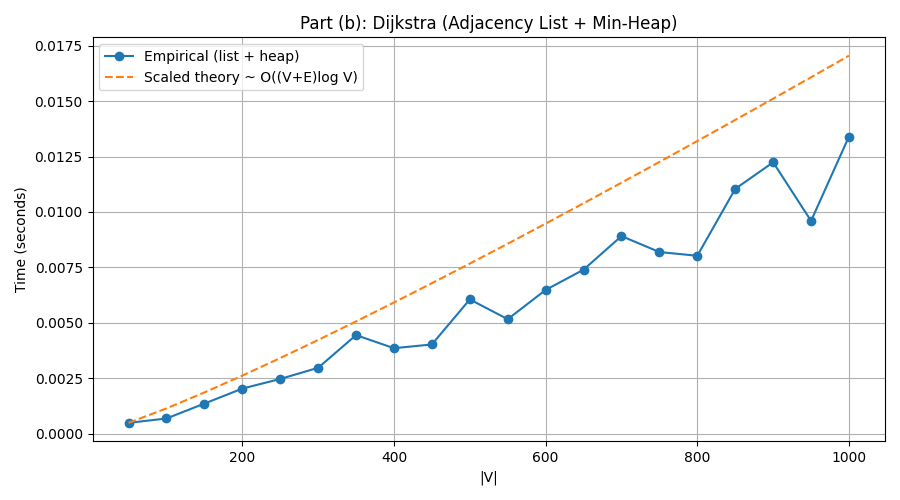 Part (b): Dijkstra (Adjacency List + Min-Heap)
Empirical (list + heap)
Scaled theory ~ O((V+E)log V)
Time (seconds)
0.0175
0.0150
0.0125
0.0100
0.0075
0.0050
0.0025
0.0000
200
400
600
800
1000
|V|